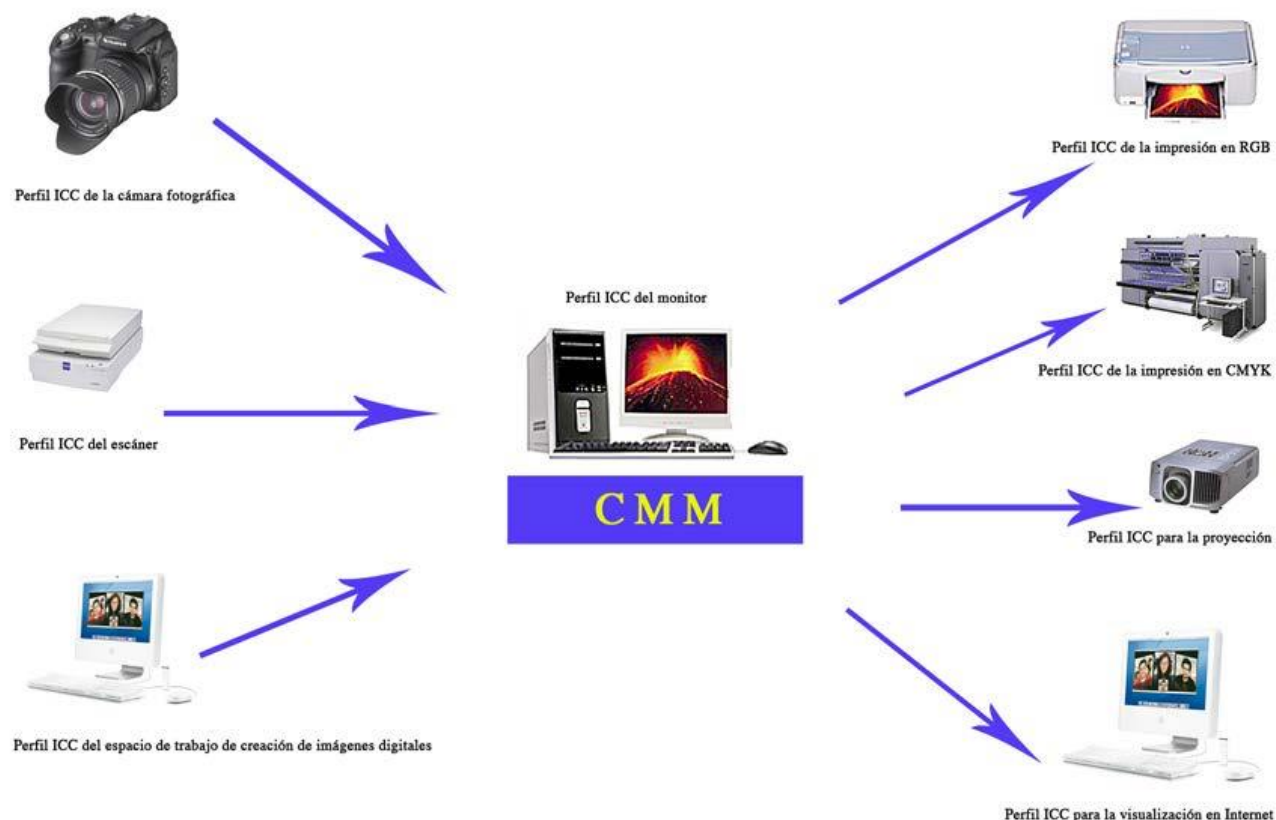 Perfil ICC de la cámara fotográfica
Perfil ICC del escáner
Perfil ICC del espacio de trabajo de creación de imágenes digitales
Perfil ICC del monitor
CMM
Perfil ICC de la impresión en RGB
Perfil ICC de la impresión en CMYK
Perfil ICC para la proyección
Perfil ICC para la visualización en Internet